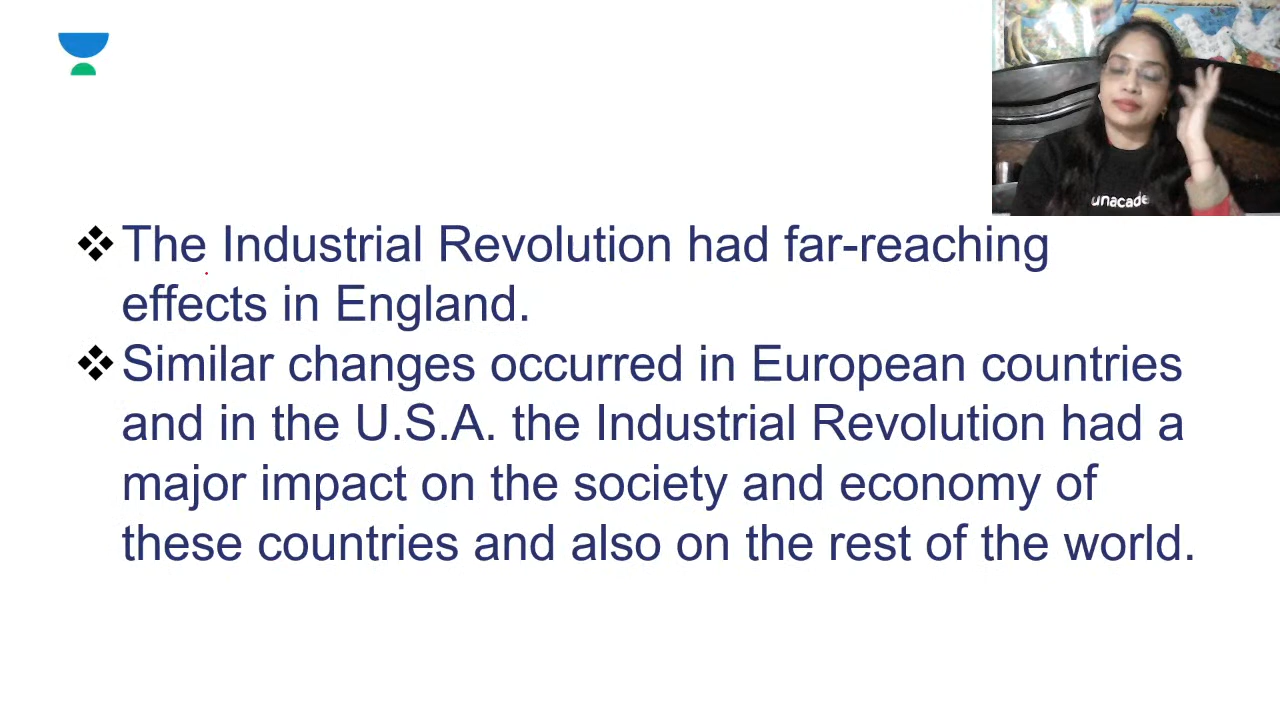 The Industrial Revolution had far-reaching
effects in England.
Similar changes occurred in European countries
and in the U.S.A. the Industrial Revolution had a
major impact on the society and economy of
these countries and also on the rest of the world.
unacade